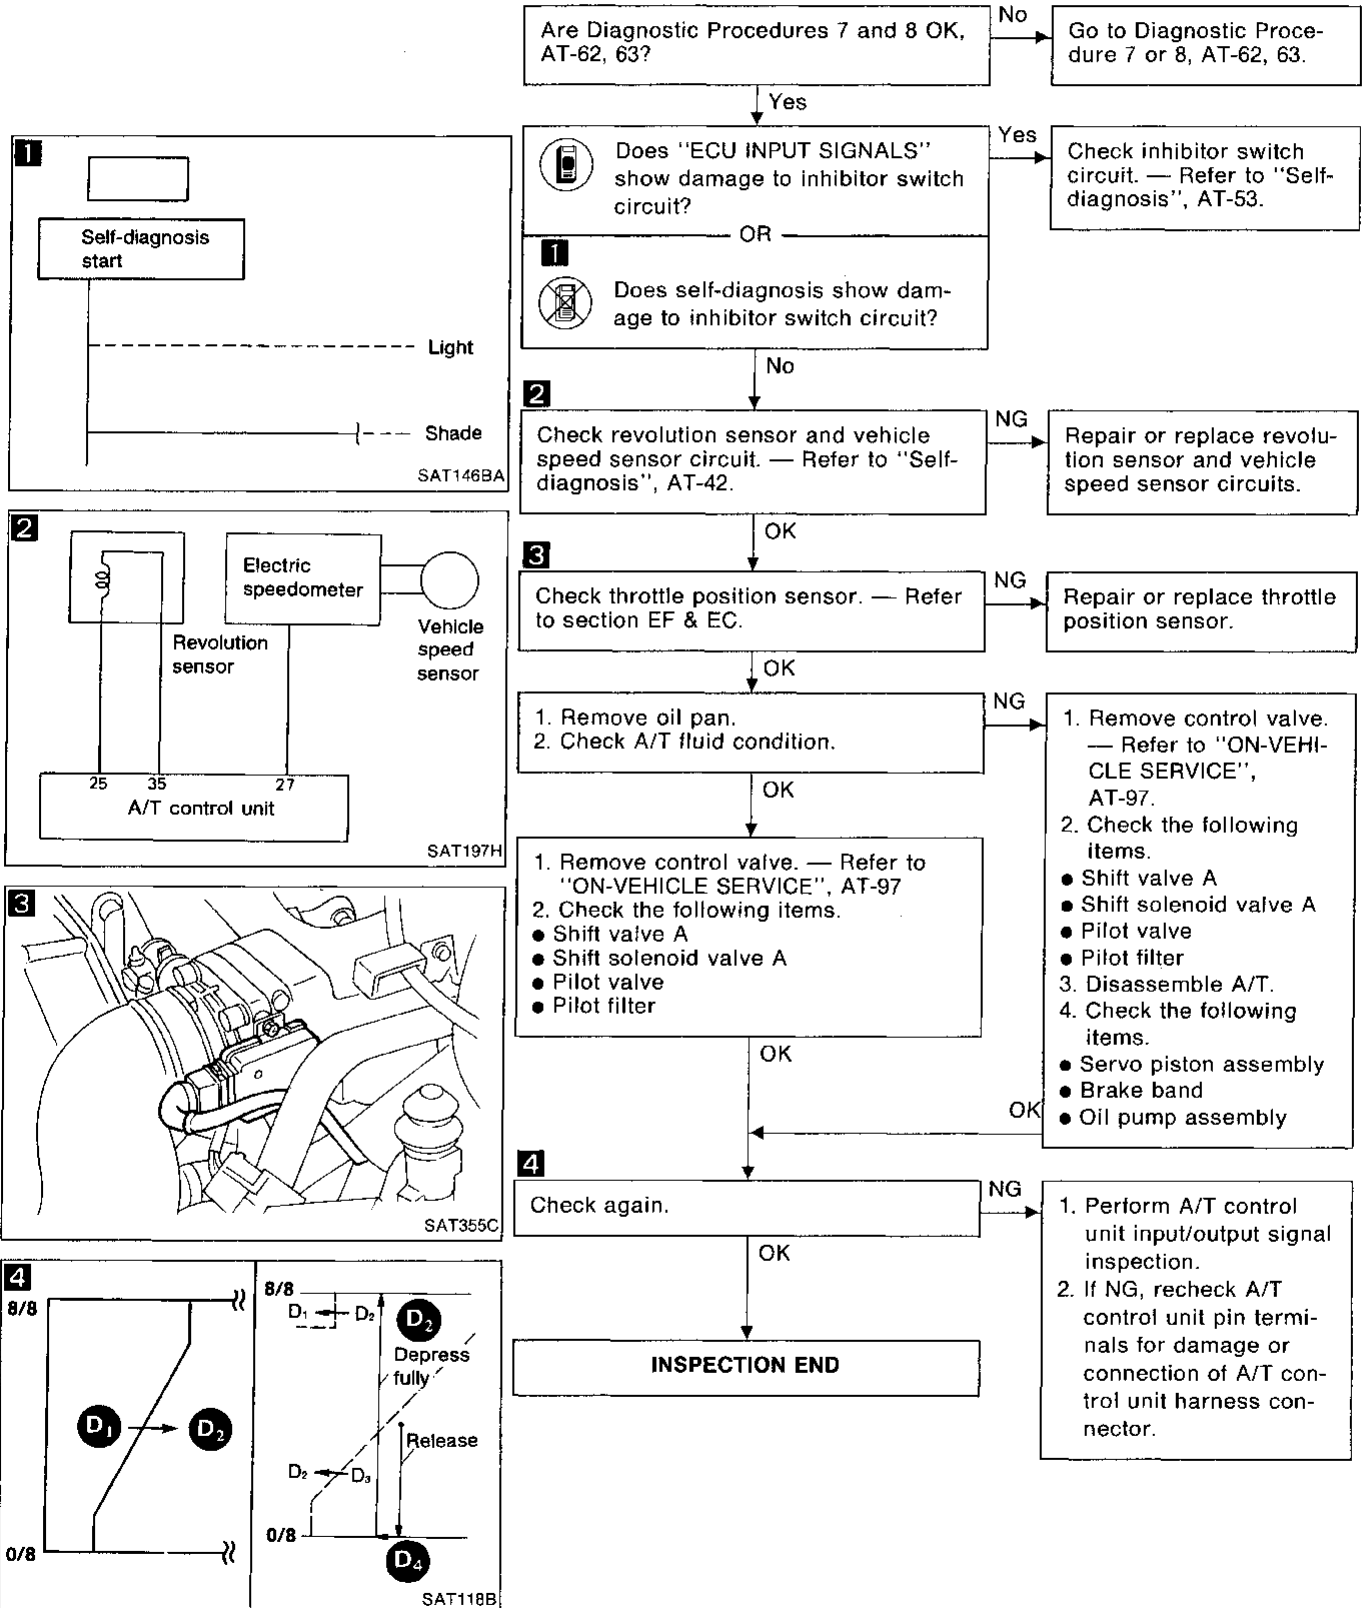 Are Diagnostic Procedures 7 and 8 OK,
AT-62, 63?
No
Go to Diagnostic Proce-
dure 7 or 8, AT-62, 63.
Yes
Does "ECU INPUT SIGNALS"
show damage to inhibitor switch
circuit?
Yes
Check inhibitor switch
circuit. — Refer to "Self-
diagnosis", AT-53.
OR
1
Does self-diagnosis show dam-
age to inhibitor switch circuit?
No
2
Check revolution sensor and vehicle
speed sensor circuit. — Refer to "Self-
diagnosis", AT-42.
NG
Repair or replace revolu-
tion sensor and vehicle
speed sensor circuits.
OK
3
Check throttle position sensor. — Refer
to section EF & EC.
NG
Repair or replace throttle
position sensor.
OK
1. Remove oil pan.
2. Check A/T fluid condition.
NG
1. Remove control valve.
— Refer to "ON-VEHI-
CLE SERVICE",
AT-97.
2. Check the following
items.
● Shift valve A
● Shift solenoid valve A
● Pilot valve
● Pilot filter
3. Disassemble A/T.
4. Check the following
items.
● Servo piston assembly
● Brake band
● Oil pump assembly
OK
OK
1. Remove control valve. — Refer to
"ON-VEHICLE SERVICE", AT-97
2. Check the following items.
● Shift valve A
● Shift solenoid valve A
● Pilot valve
● Pilot filter
OK
4
Check again.
NG
1. Perform A/T control
unit input/output signal
inspection.
2. If NG, recheck A/T
control unit pin termi-
nals for damage or
connection of A/T con-
trol unit harness con-
nector.
OK
INSPECTION END
1
Self-diagnosis
start
Light
Shade
SAT146BA
2
Revolution
sensor
Electric
speedometer
Vehicle
speed
sensor
25 35 27
A/T control unit
SAT197H
3
SAT355C
4
8/8
D1 D2
0/8
8/8
D1 D2
D2
Depress
fully
Release
D2 D3
0/8
D4
SAT118B